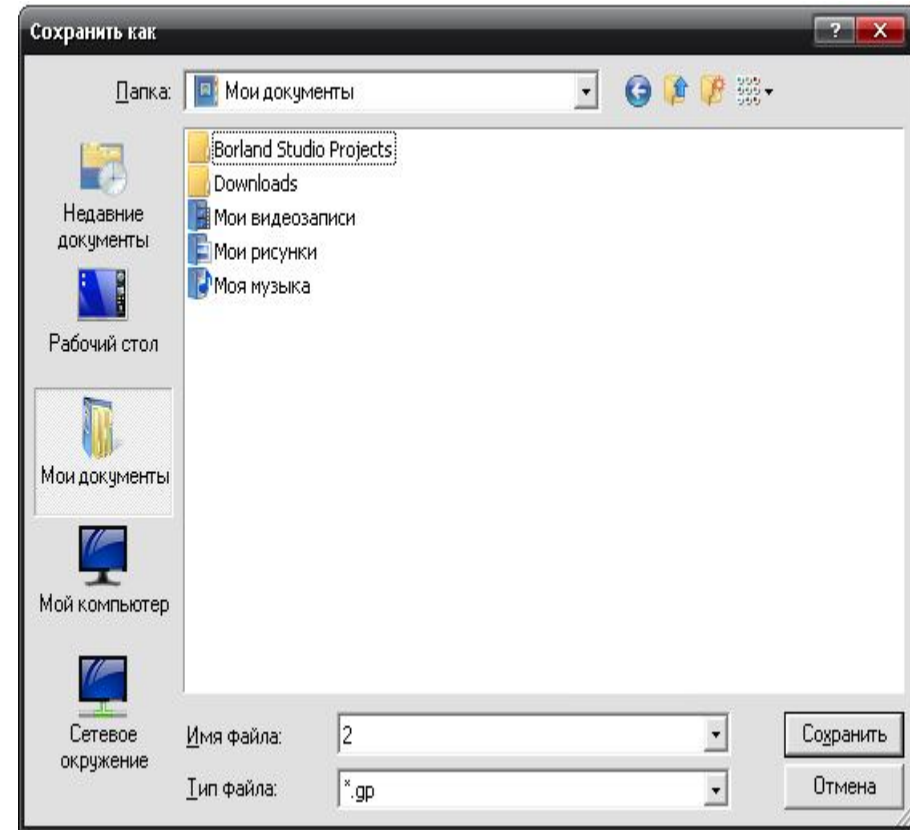 Сохранить как
?
X
Папка:
Мои документы
Borland Studio Projects
Downloads
Мои видеозаписи
Мои рисунки
Моя музыка
Недавние
документы
Рабочий стол
Мои документы
Мой компьютер
Сетевое
окружение
Имя файла:
2
Сохранить
Тип файла:
*.gp
Отмена